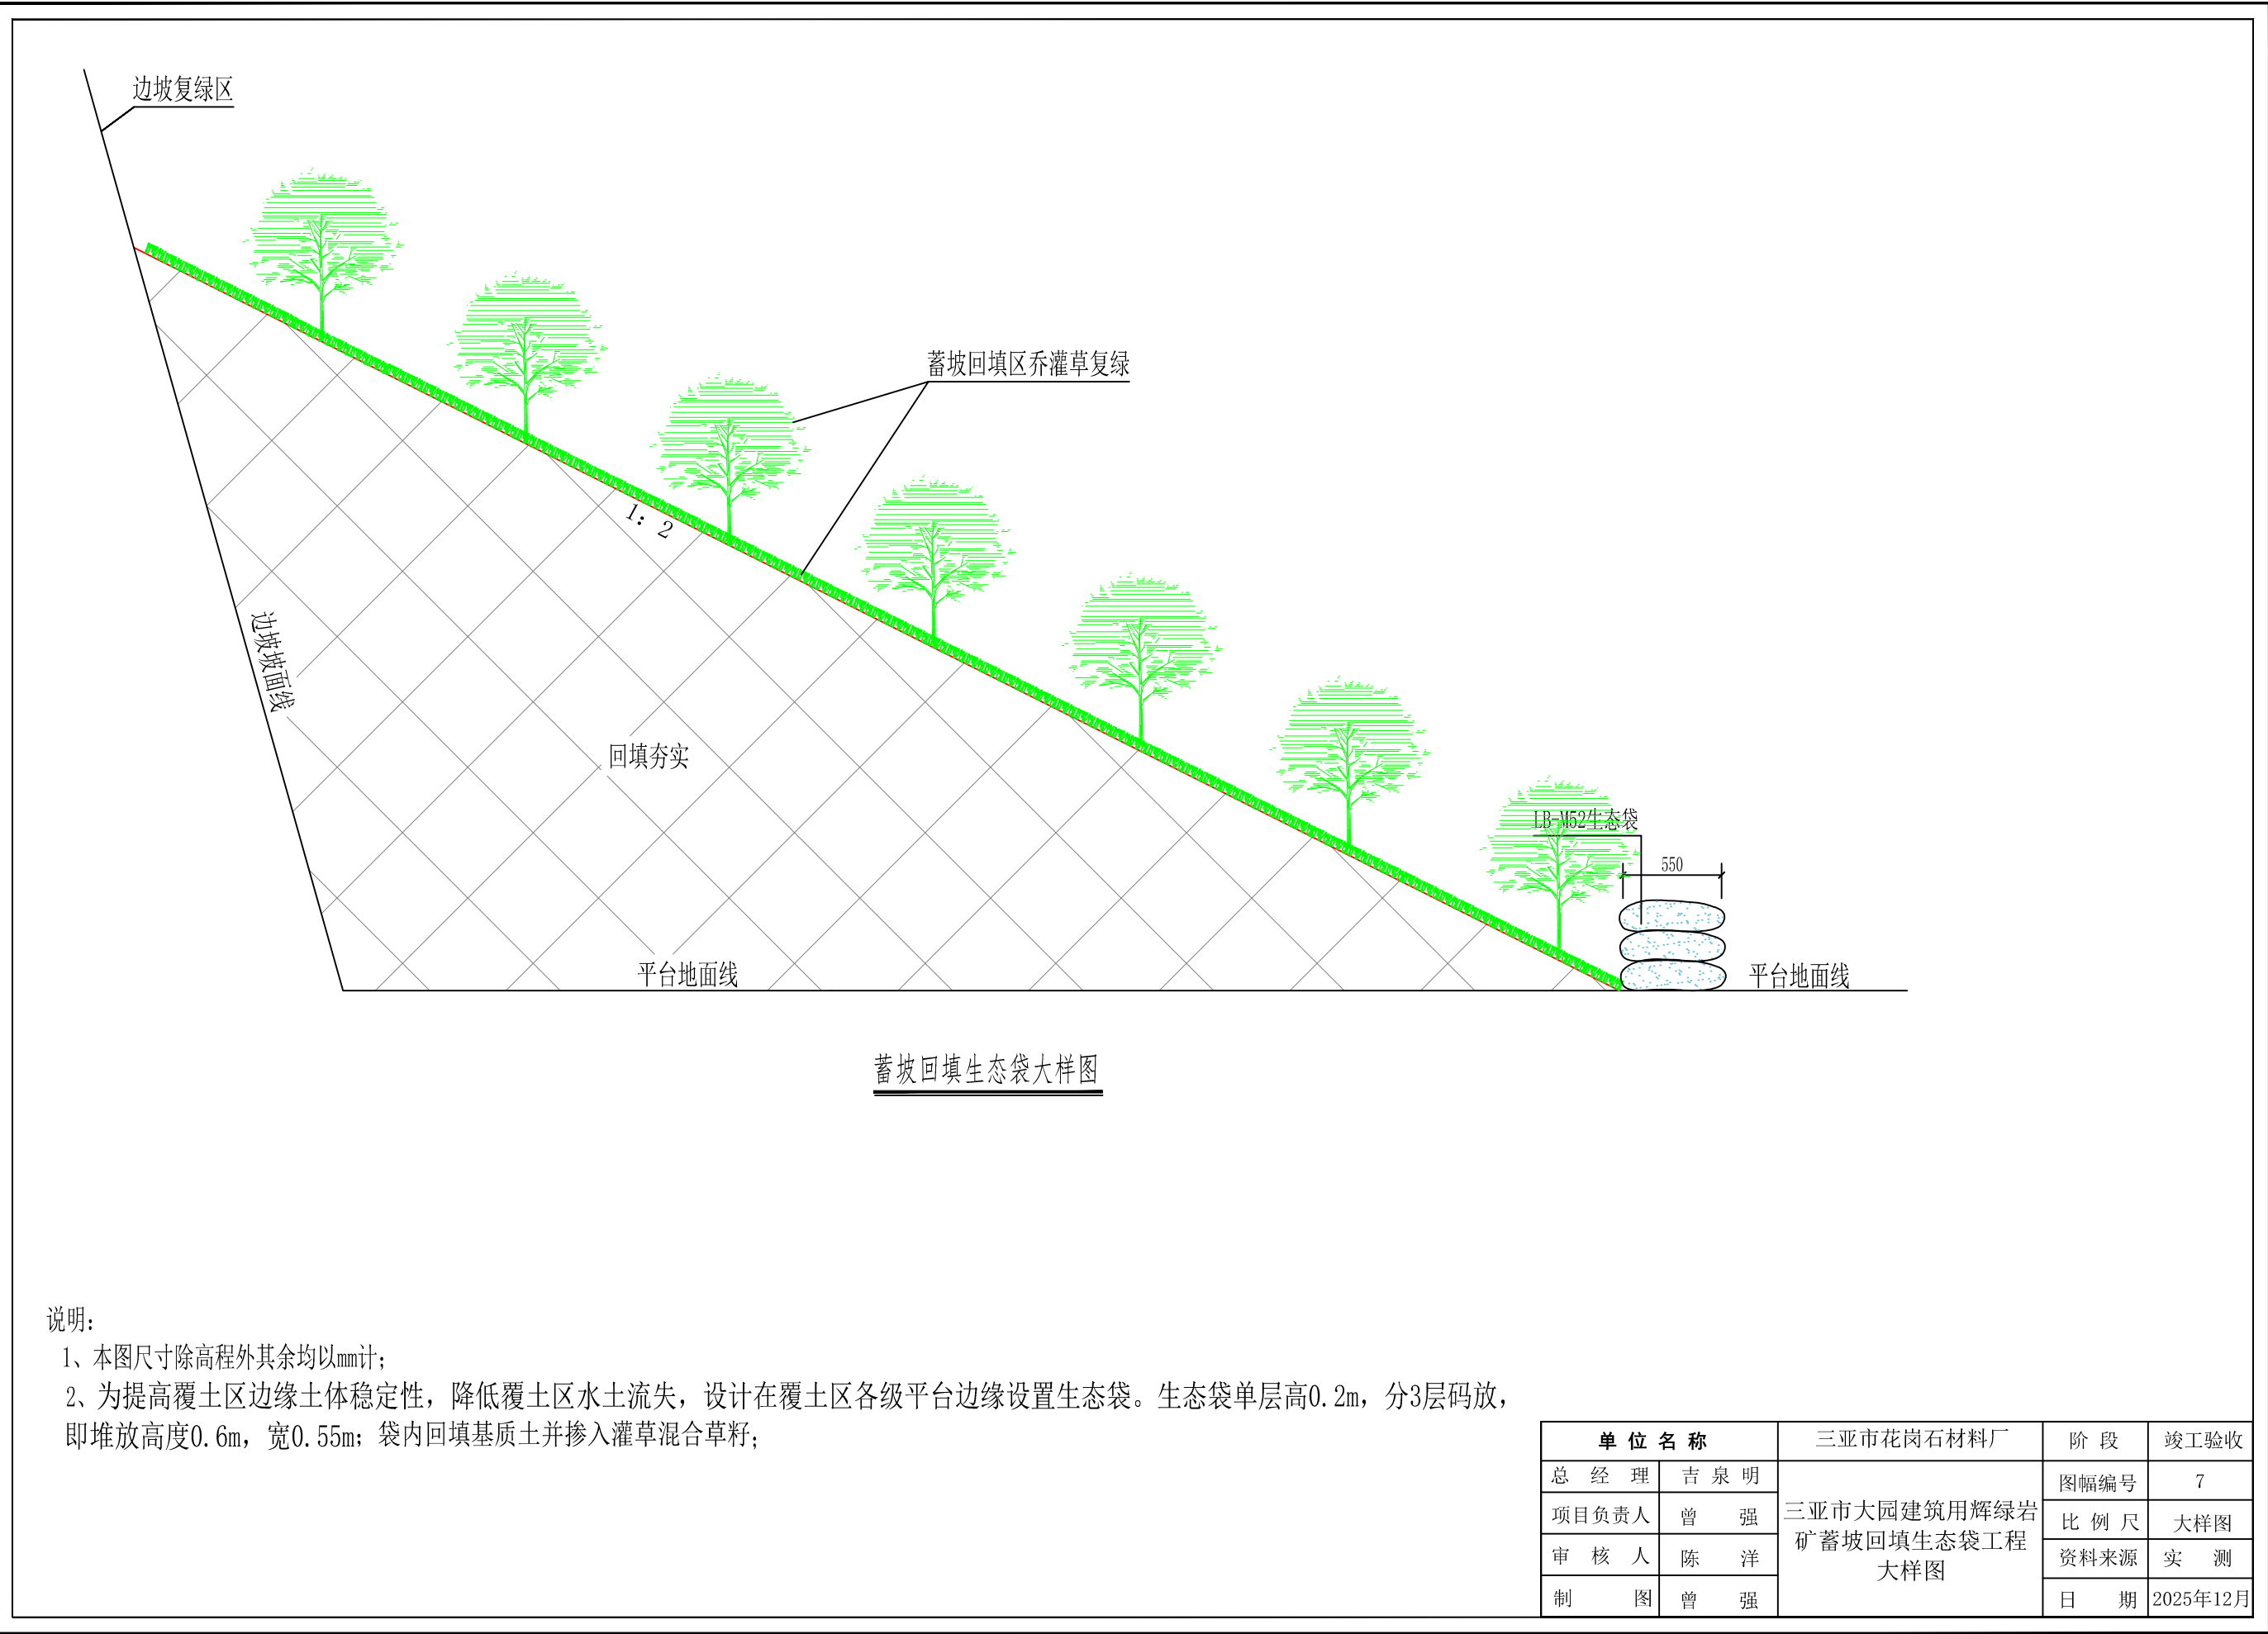 边坡复绿区
蓄坡回填区乔灌草复绿
1：2
边坡坡面线
回填夯实
LB-M52生态袋
550
平台地面线
平台地面线
蓄坡回填生态袋大样图
说明：
1、本图尺寸除高程外其余均以mm计；
2、为提高覆土区边缘土体稳定性，降低覆土区水土流失，设计在覆土区各级平台边缘设置生态袋。生态袋单层高0.2m，分3层码放，
即堆放高度0.6m，宽0.55m；袋内回填基质土并掺入灌草混合草籽；
单位名称 三亚市花岗石材料厂 阶段 竣工验收
总经理 吉泉明
项目负责人 曾强
审核人 陈洋
制图 曾强
三亚市大园建筑用辉绿岩
矿蓄坡回填生态袋工程
大样图
图幅编号 7
比例尺 大样图
资料来源 实测
日期 2025年12月